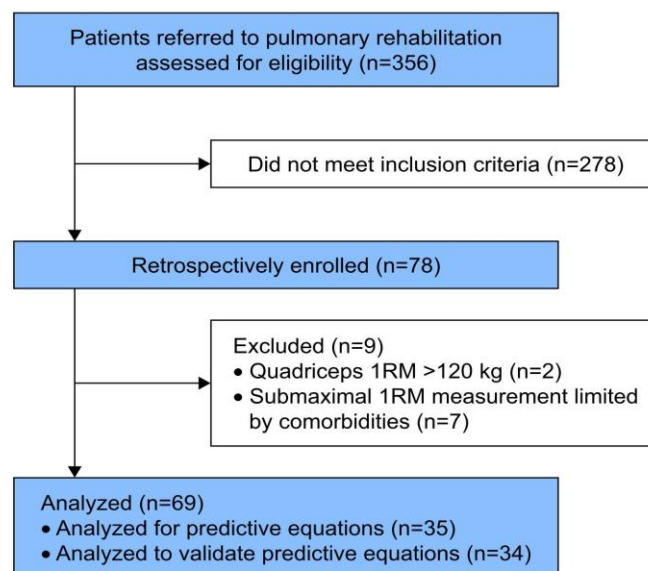 Patients referred to pulmonary rehabilitation
assessed for eligibility (n=356)
Did not meet inclusion criteria (n=278)
Retrospectively enrolled (n=78)
Excluded (n=9)
• Quadriceps 1RM >120 kg (n=2)
• Submaximal 1RM measurement limited
by comorbidities (n=7)
Analyzed (n=69)
• Analyzed for predictive equations (n=35)
• Analyzed to validate predictive equations (n=34)